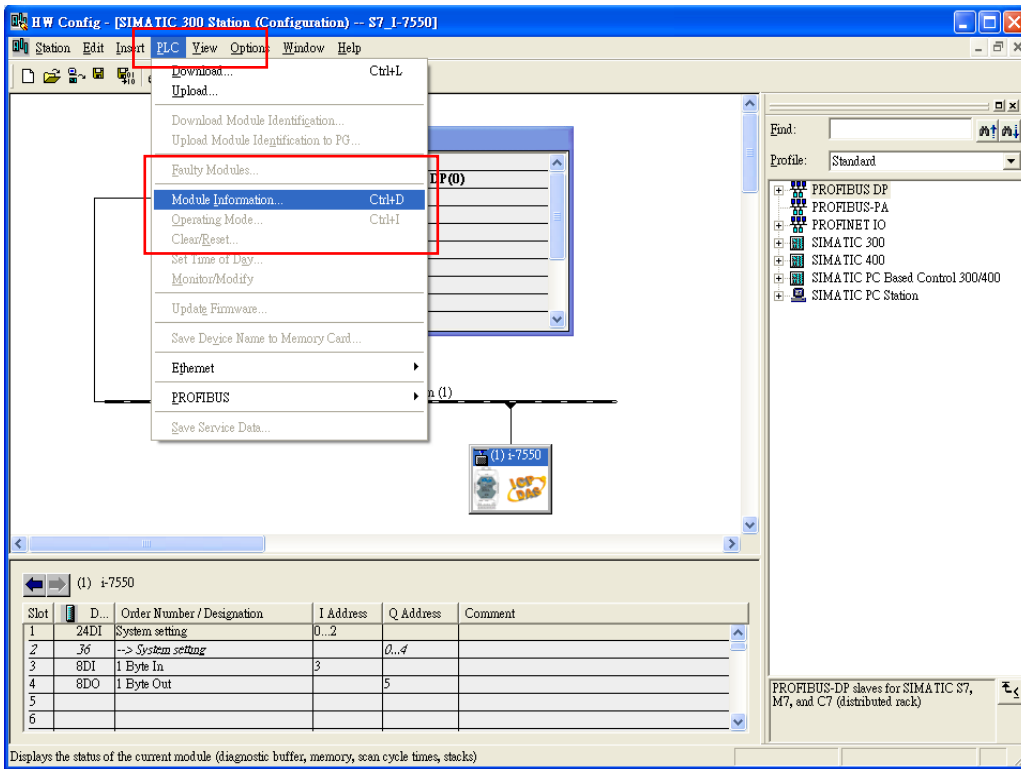 HW Config - [SIMATIC 300 Station (Configuration) -- S7_I-7550]
Station Edit Insert PLC View Options Window Help
Download... Ctrl+L
Upload...
Download Module Identification...
Upload Module Identification to PG...
Faulty Modules...
Module Information... Ctrl+D
Operating Mode... Ctrl+I
Clear/Reset...
Set Time of Day...
Monitor/Modify
Update Firmware...
Save Device Name to Memory Card...
Ethernet
PROFIBUS
Save Service Data...
DP(0)
(1)
(1) i-7550
ICP
DAS
Find:
Profile: Standard
PROFIBUS DP
PROFIBUS-PA
PROFINET IO
SIMATIC 300
SIMATIC 400
SIMATIC PC Based Control 300/400
SIMATIC PC Station
(1) i-7550
Slot D... Order Number / Designation I Address Q Address Comment
1 24DI System setting 0...2
2 36 --> System setting 0...4
3 8DI 1 Byte In 3
4 8DO 1 Byte Out 5
5
6
PROFIBUS-DP slaves for SIMATIC S7,
M7, and C7 (distributed rack)
Displays the status of the current module (diagnostic buffer, memory, scan cycle times, stacks)